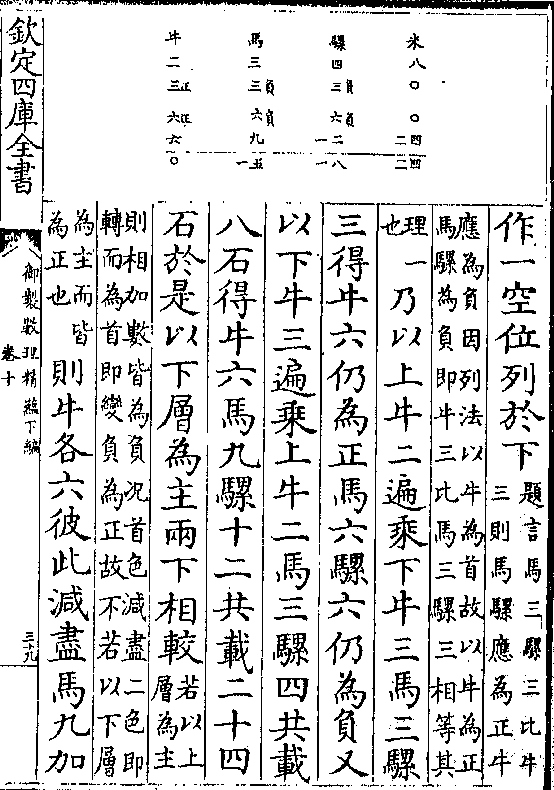 米八〇〇二四二四
騾四三負六負一二一八
馬三三負六負九一五
牛二三正六正六〇
作一空位列於下題言馬三騾三比牛
三則馬騾應為正牛
應為負因列法以牛為首故以牛為正
馬騾為負即牛三比馬三騾三相等其
理
也一乃以上牛二遍乘下牛三馬三騾
三得牛六仍為正馬六騾六仍為負又
以下牛三遍乘上牛二馬三騾四共載
八石得牛六馬九騾十二共載二十四
石於是以下層為主兩下相較若以上
層為主
則相加數皆為負况首色減盡二色即
轉而為首即變負為正故不若以下層
為主而皆
為正也則牛各六彼此減盡馬九加
欽定四庫全書
御製數理精蘊下編
卷十
三十九